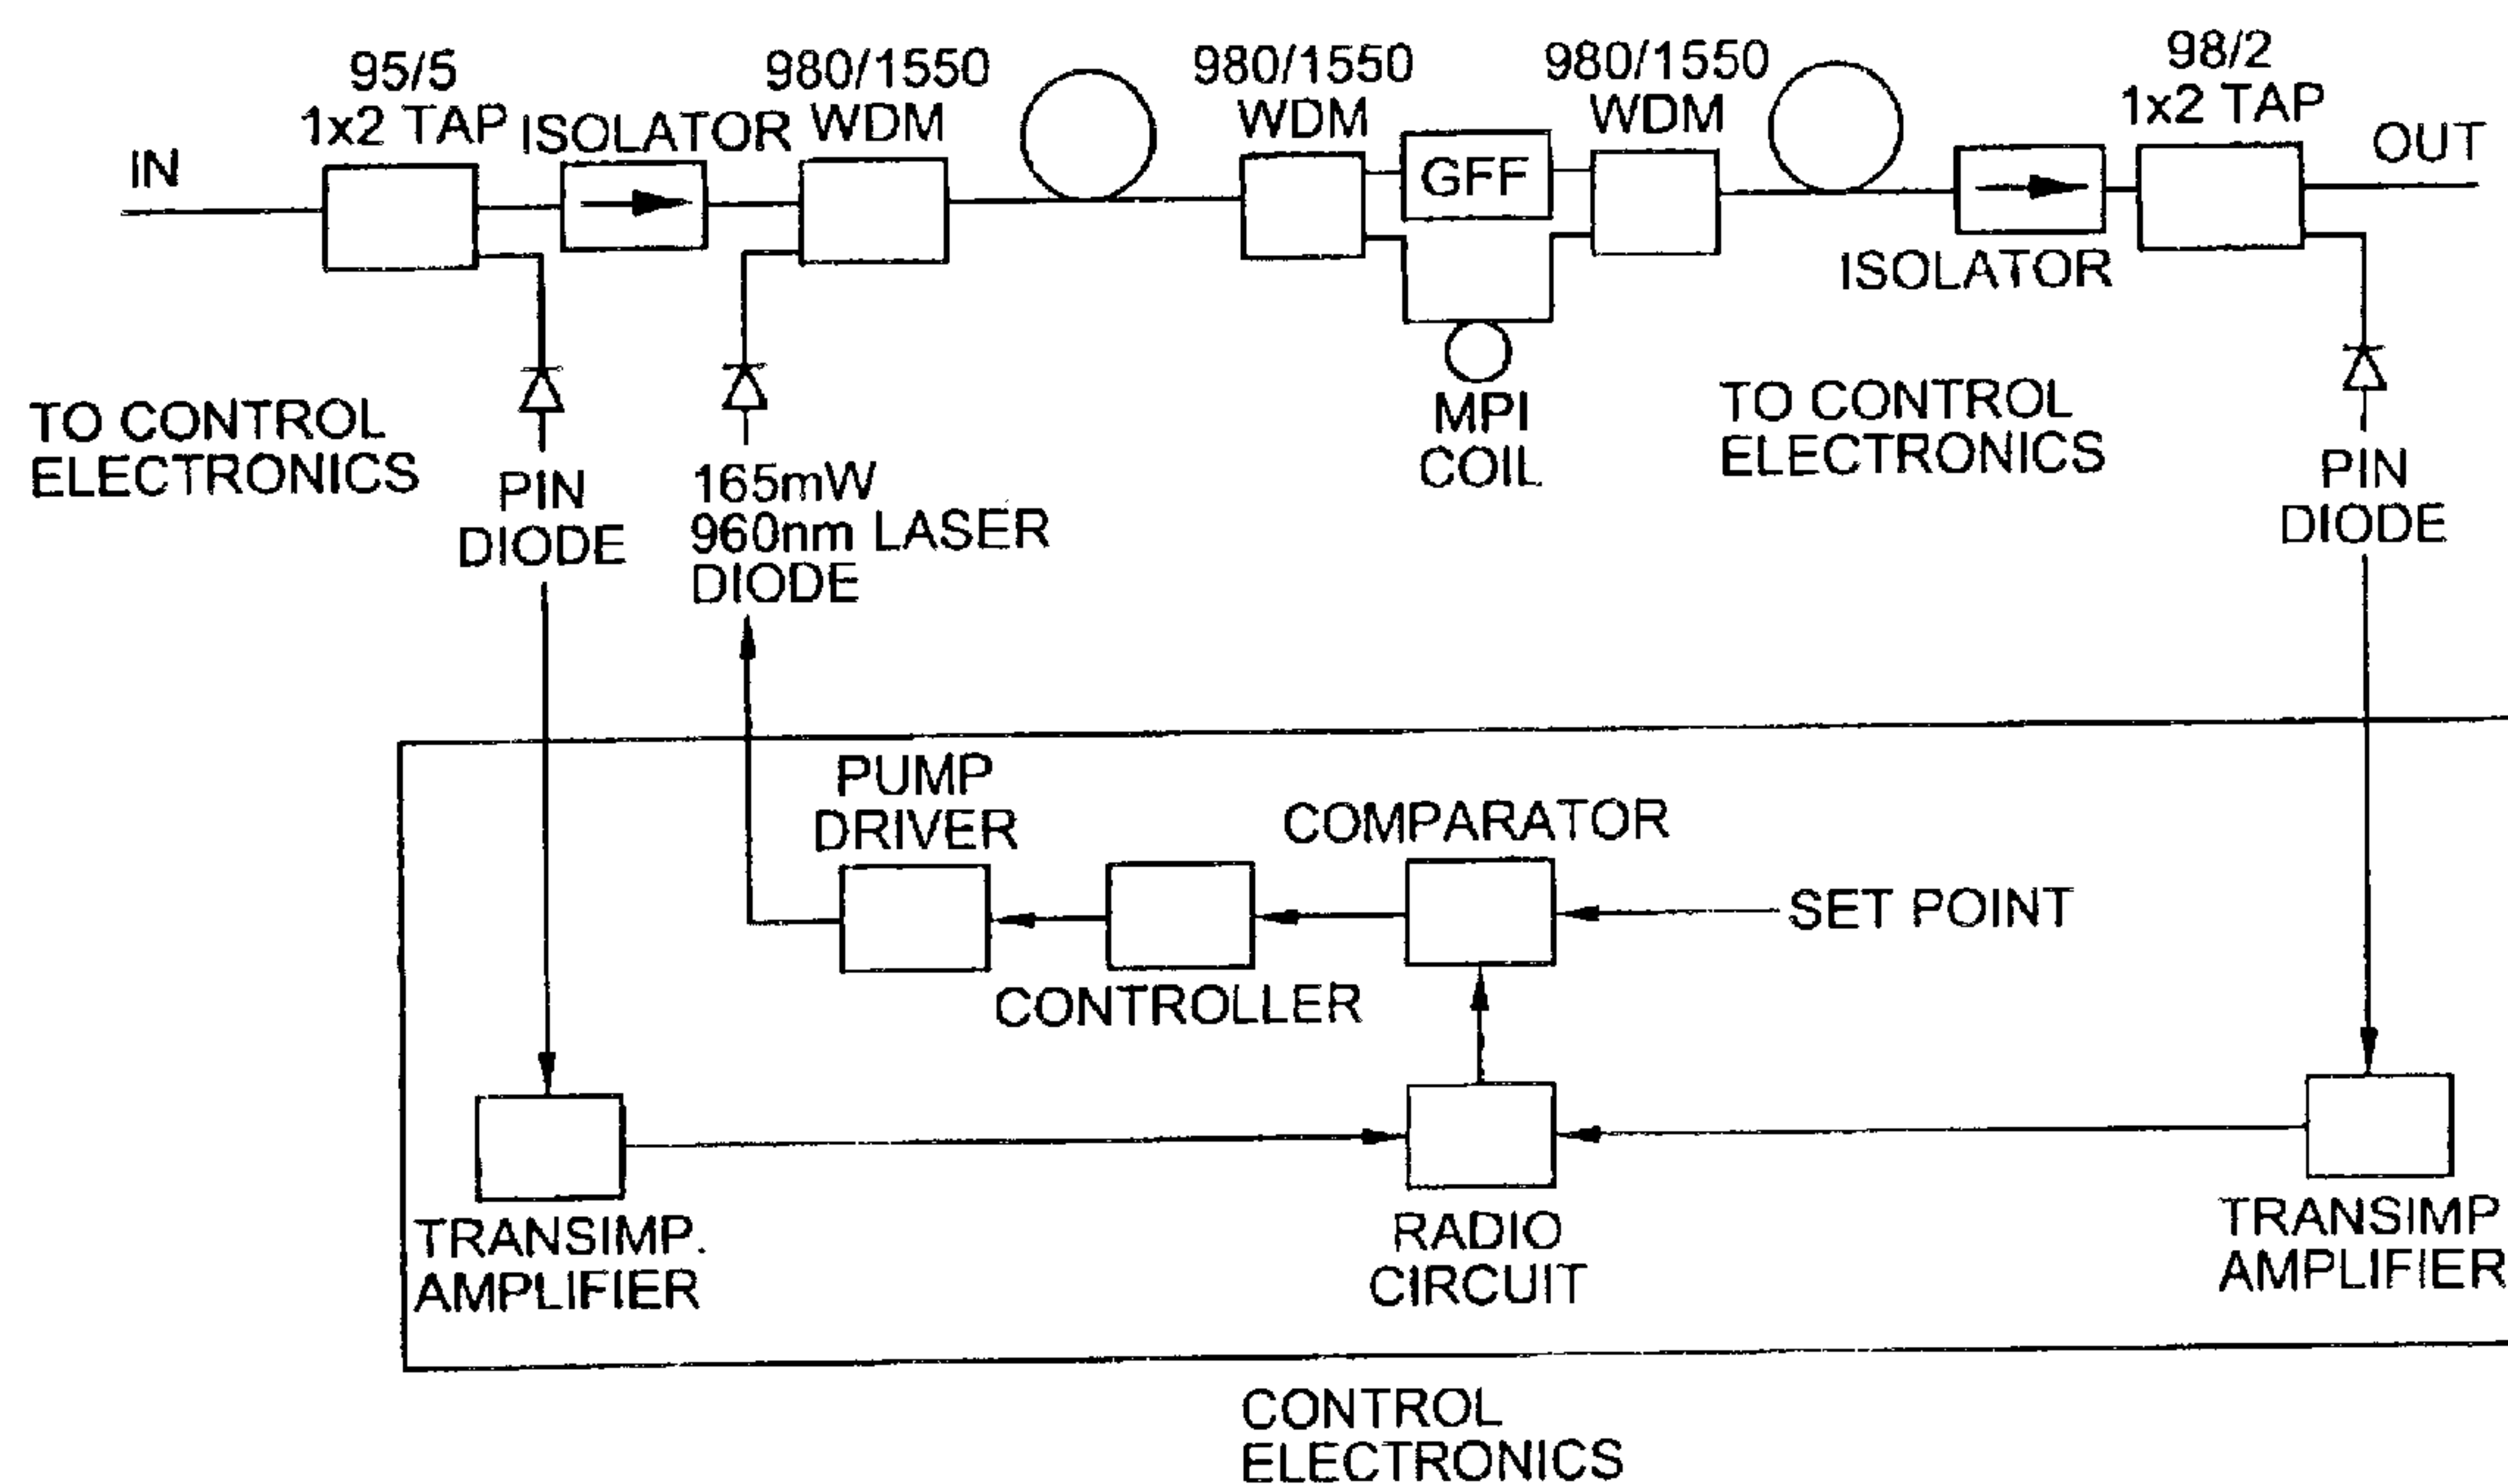 95/5
1x2 TAP
ISOLATOR
980/1550
WDM
980/1550
WDM
980/1550
WDM
98/2
1x2 TAP
IN
GFF
OUT
ISOLATOR
TO CONTROL
ELECTRONICS
PIN
DIODE
165mW
960nm LASER
DIODE
MPI
COIL
TO CONTROL
ELECTRONICS
PIN
DIODE
PUMP
DRIVER
COMPARATOR
SET POINT
CONTROLLER
TRANSIMP.
AMPLIFIER
RADIO
CIRCUIT
TRANSIMP
AMPLIFIER
CONTROL
ELECTRONICS